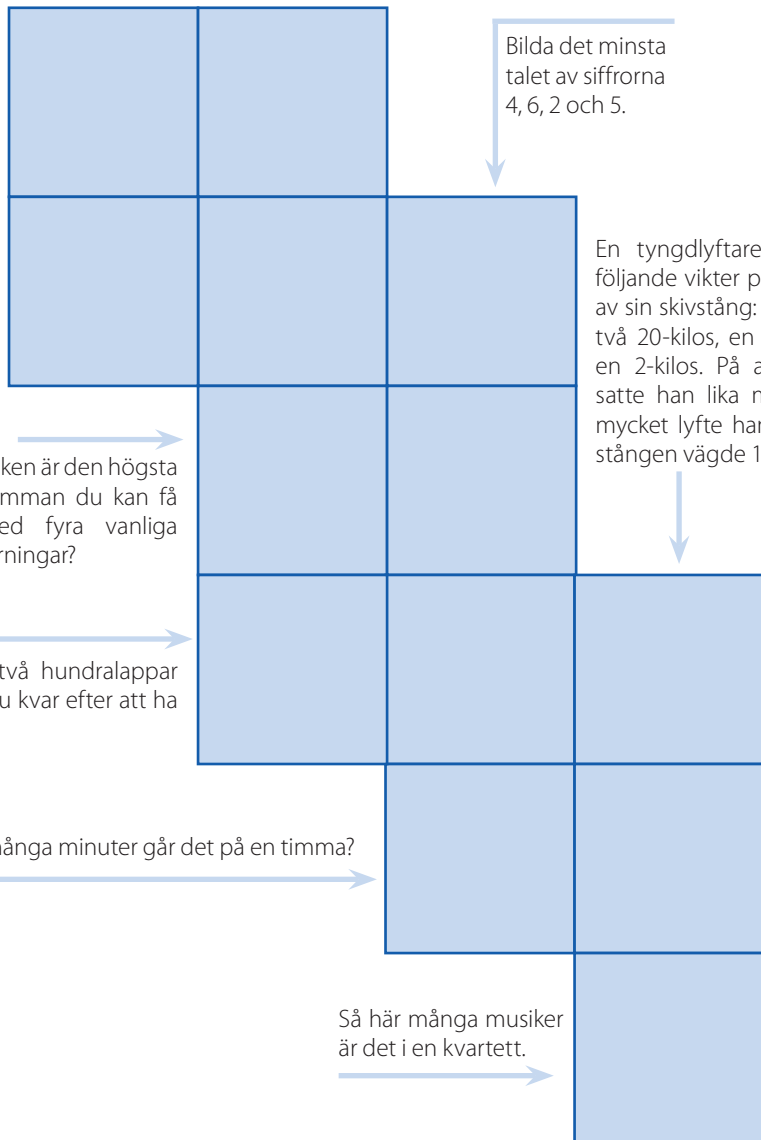 Bilda det minsta
talet av siffrorna
4, 6, 2 och 5.
En tyngdlyftare
följande vikter p
av sin skivstång:
två 20-kilos, en
en 2-kilos. På a
satte han lika m
mycket lyfte har
stången vägde 1
ken är den högsta
mman du kan få
ed fyra vanliga
rningar?
två hundralappar
u kvar efter att ha
många minuter går det på en timma?
Så här många musiker
är det i en kvartett.